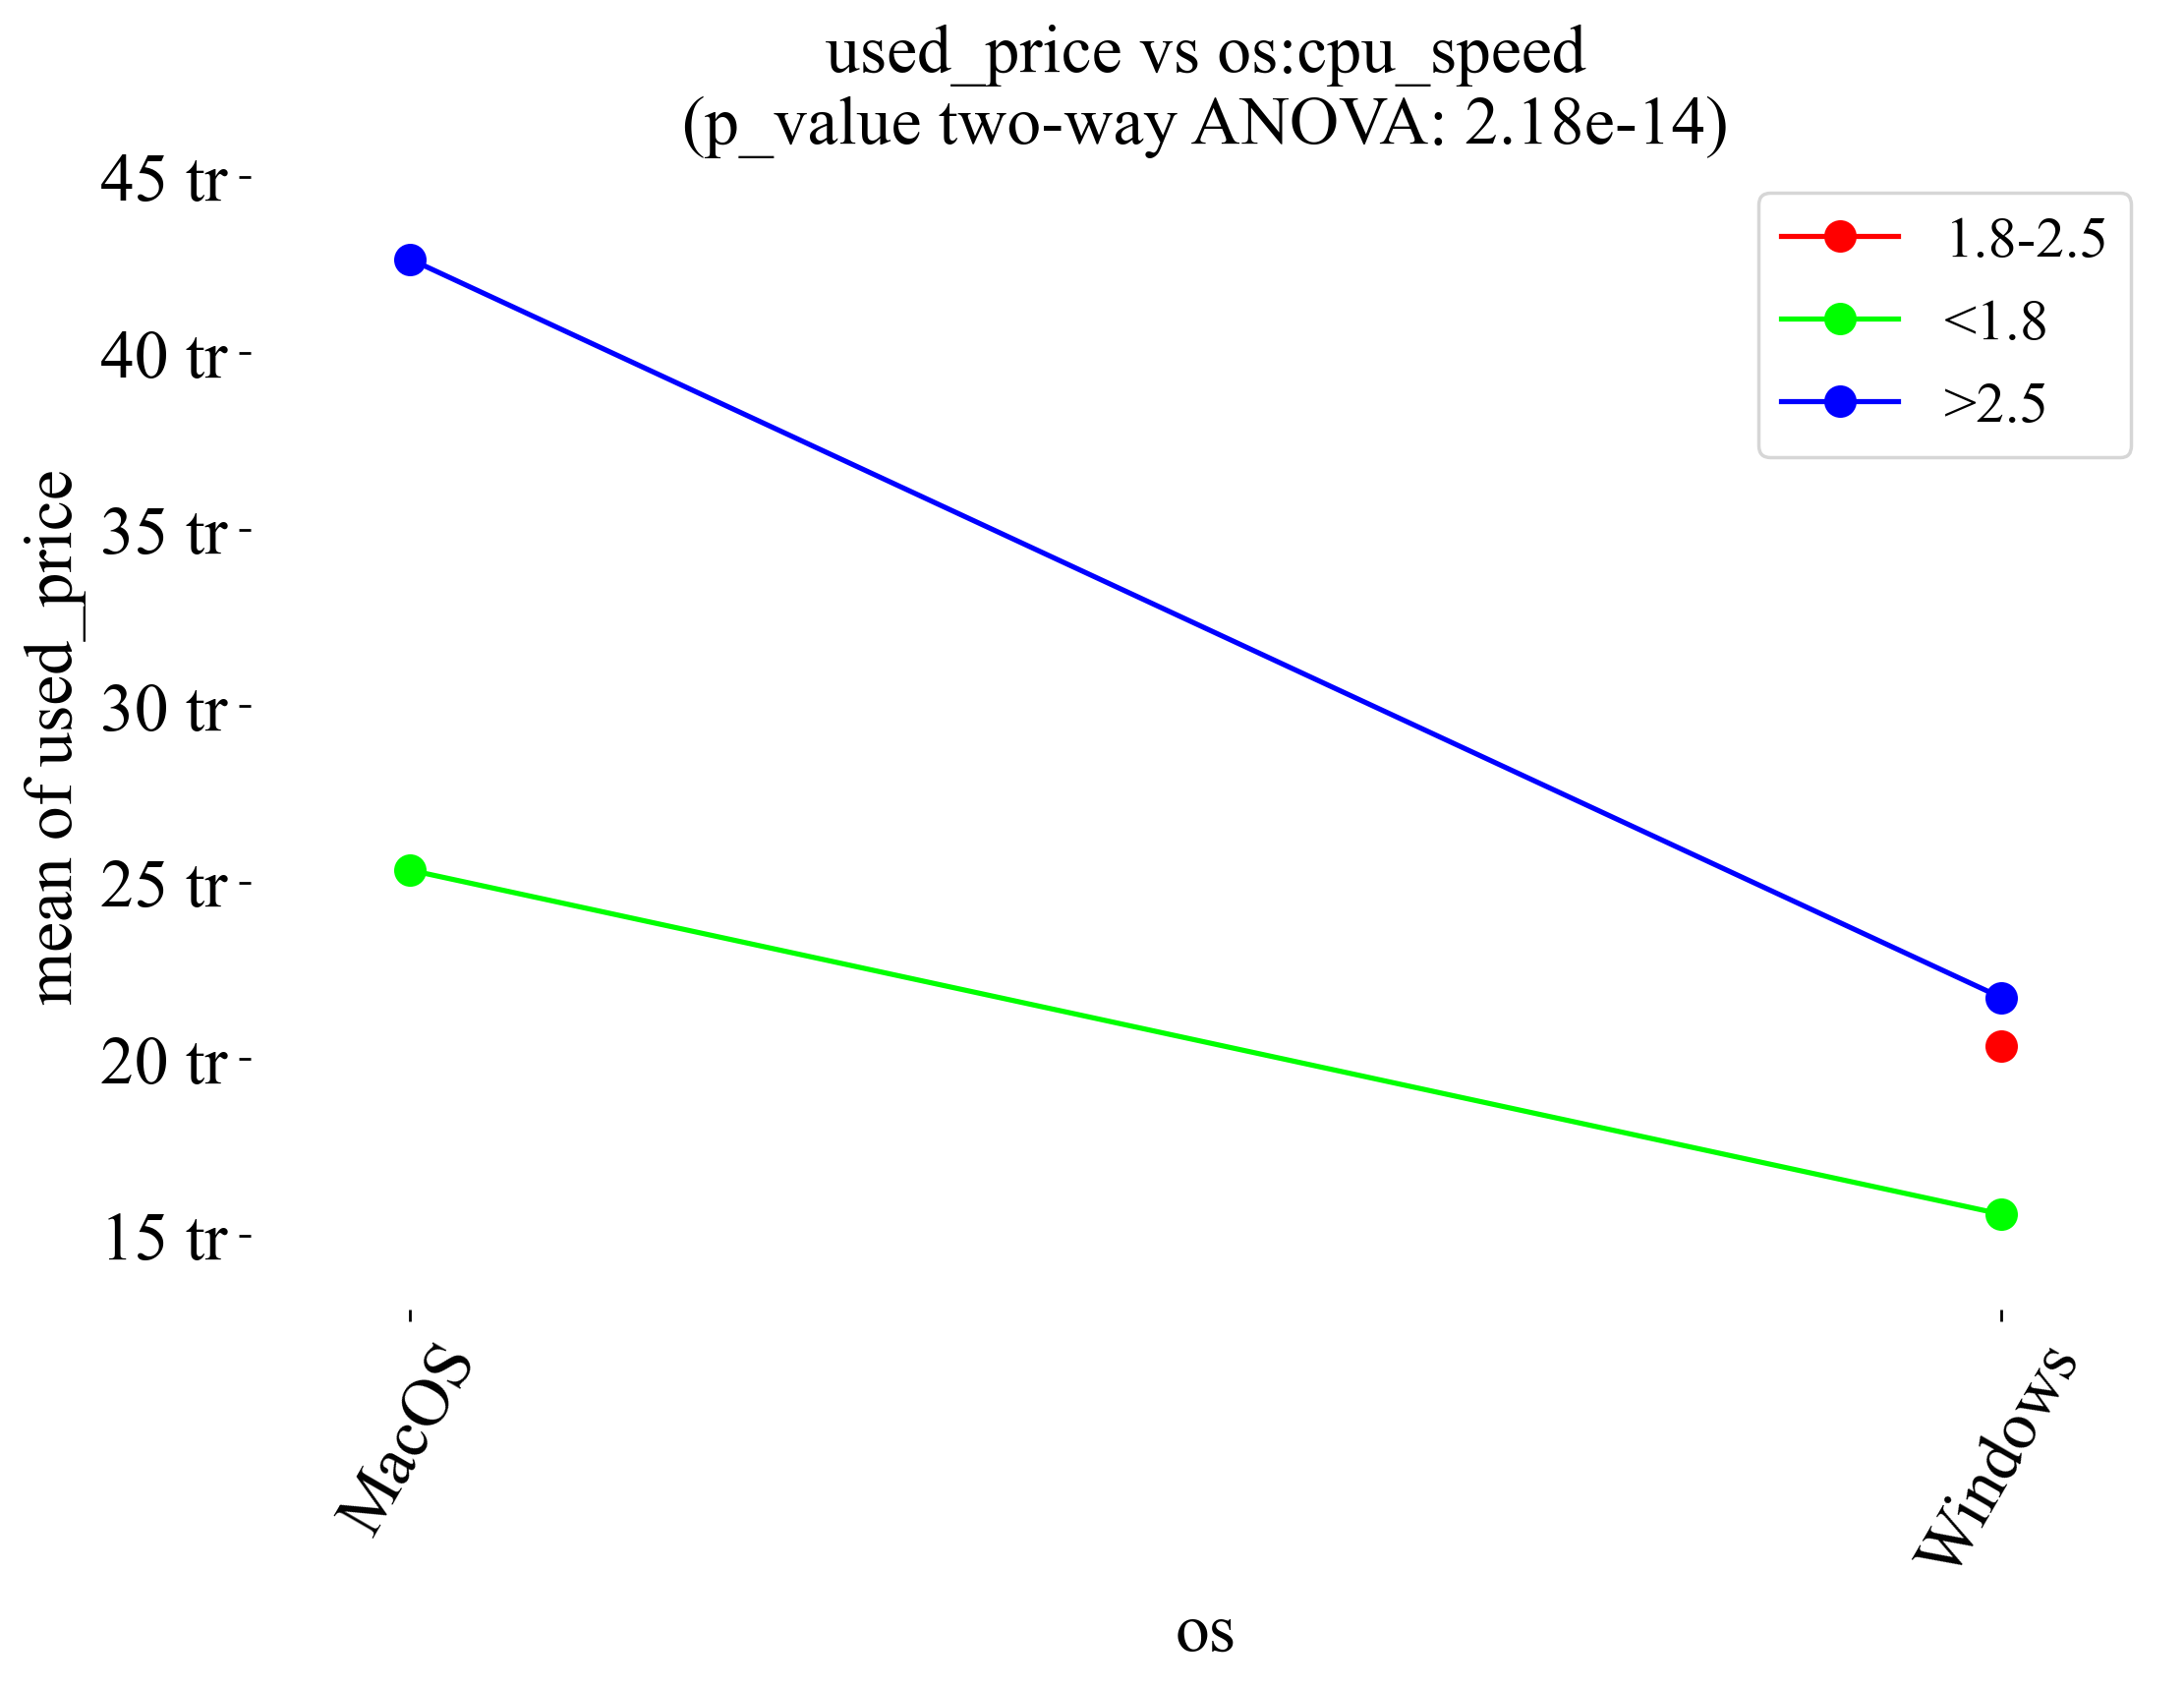 used_price vs os:cpu_speed
(p_value two-way ANOVA: 2.18e-14)
45 tr
40 tr
35 tr
30 tr
25 tr
20 tr
15 tr
mean of used_price
1.8-2.5
<1.8
>2.5
MacOS
Windows
os